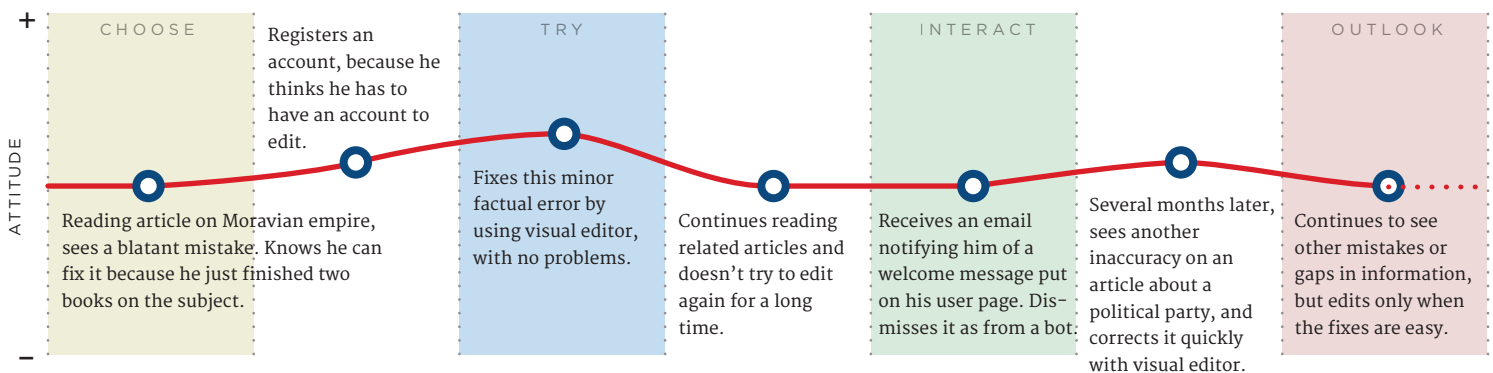 +
ATTITUDE
−
CHOOSE
Reading article on Moravian empire,
sees a blatant mistake. Knows he can
fix it because he just finished two
books on the subject.
Registers an
account, because he
thinks he has to
have an account to
edit.
TRY
Fixes this minor
factual error by
using visual editor,
with no problems.
Continues reading
related articles and
doesn’t try to edit
again for a long
time.
INTERACT
Receives an email
notifying him of a
welcome message put
on his user page. Dis-
misses it as from a bot.
Several months later,
sees another
inaccuracy on an
article about a
political party, and
corrects it quickly
with visual editor.
OUTLOOK
Continues to see
other mistakes or
gaps in information,
but edits only when
the fixes are easy.